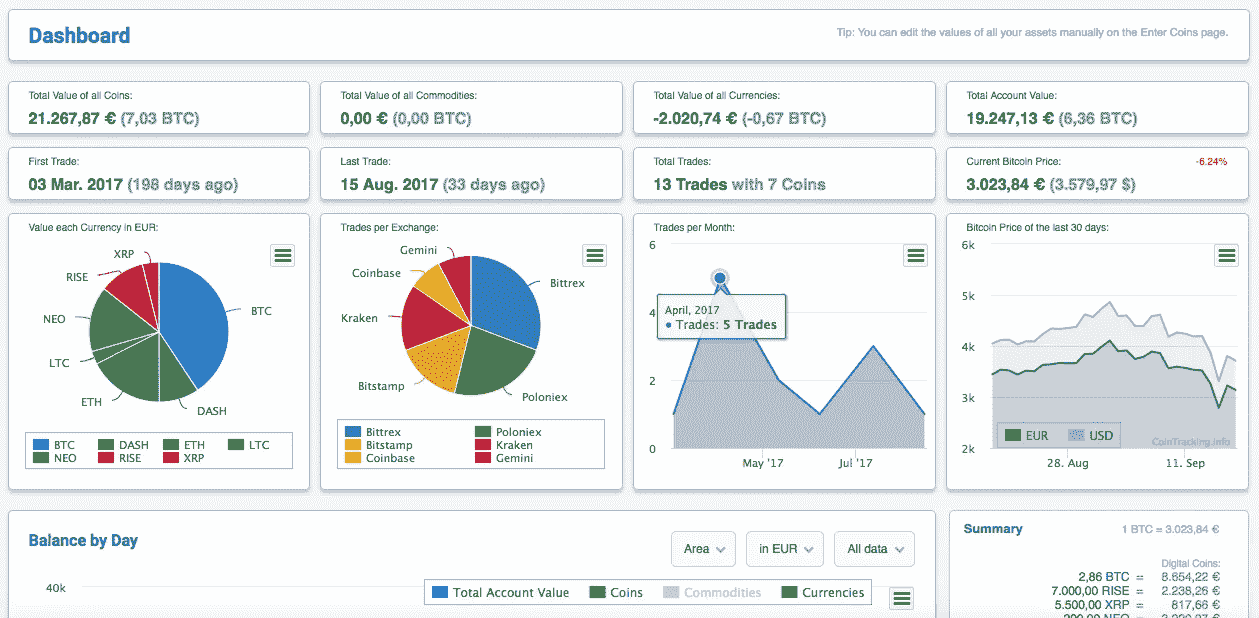 Dashboard
Tip: You can edit the values of all your assets manually on the Enter Coins page.
Total Value of all Coins:
21.267,87 € (7,03 BTC)
Total Value of all Commodities:
0,00 € (0,00 BTC)
Total Value of all Currencies:
-2.020,74 € (-0,67 BTC)
Total Account Value:
19.247,13 € (6,36 BTC)
First Trade:
03 Mar. 2017 (198 days ago)
Last Trade:
15 Aug. 2017 (33 days ago)
Total Trades:
13 Trades with 7 Coins
Current Bitcoin Price: -6.24%
3.023,84 € (3.579,97 $)
Value each Currency in EUR:
XRP
RISE
BTC
NEO
LTC
ETH
DASH
BTC DASH ETH LTC
NEO RISE XRP
Trades per Exchange:
Gemini
Coinbase
Bittrex
Kraken
Bitstamp
Poloniex
Bittrex Poloniex
Bitstamp Kraken
Coinbase Gemini
Trades per Month:
6
4
2
0
April, 2017
Trades: 5 Trades
May '17 Jul '17
Bitcoin Price of the last 30 days:
6k
5k
4k
3k
2k
EUR USD
CoinTracking.info
28. Aug 11. Sep
Balance by Day
Area in EUR All data
40k
Total Account Value Coins Commodities Currencies
Summary 1 BTC = 3.023,84 €
Digital Coins:
2,86 BTC = 8.654,22 €
7.000,00 RISE = 2.238,26 €
5.500,00 XRP = 817,66 €